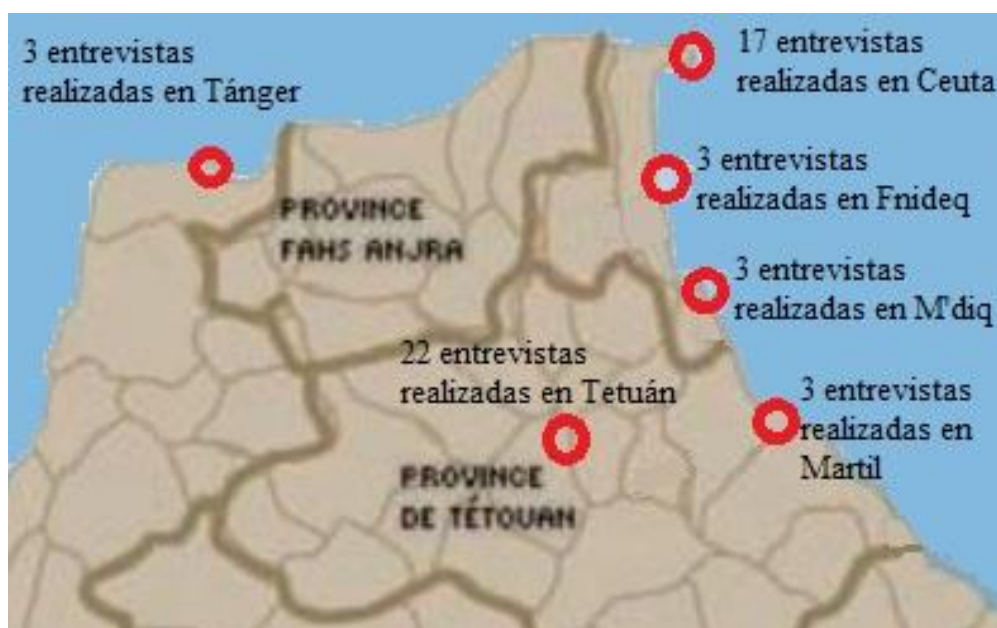 3 entrevistas
realizadas en Tánger
17 entrevistas
realizadas en Ceuta
3 entrevistas
realizadas en Fnideq
PROVINCE
FAHS ANJRA
3 entrevistas
realizadas en M'diq
22 entrevistas
realizadas en Tetuán
3 entrevistas
realizadas en
Martil
PROVINCE
DE TÉTOUAN